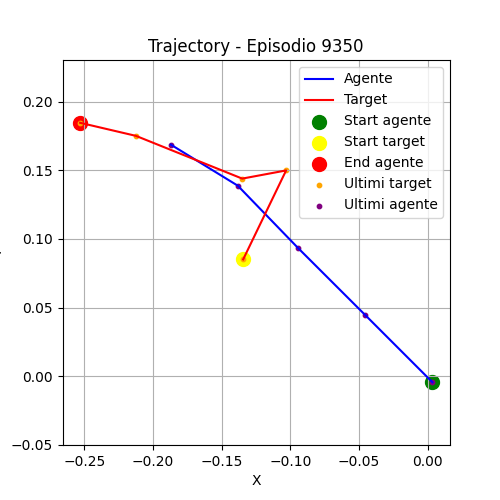 Trajectory - Episodio 9350
Agente
Target
Start agente
Start target
End agente
Ultimi target
Ultimi agente
0.20
0.15
0.10
0.05
0.00
−0.05
−0.25
−0.20
−0.15
−0.10
−0.05
0.00
X